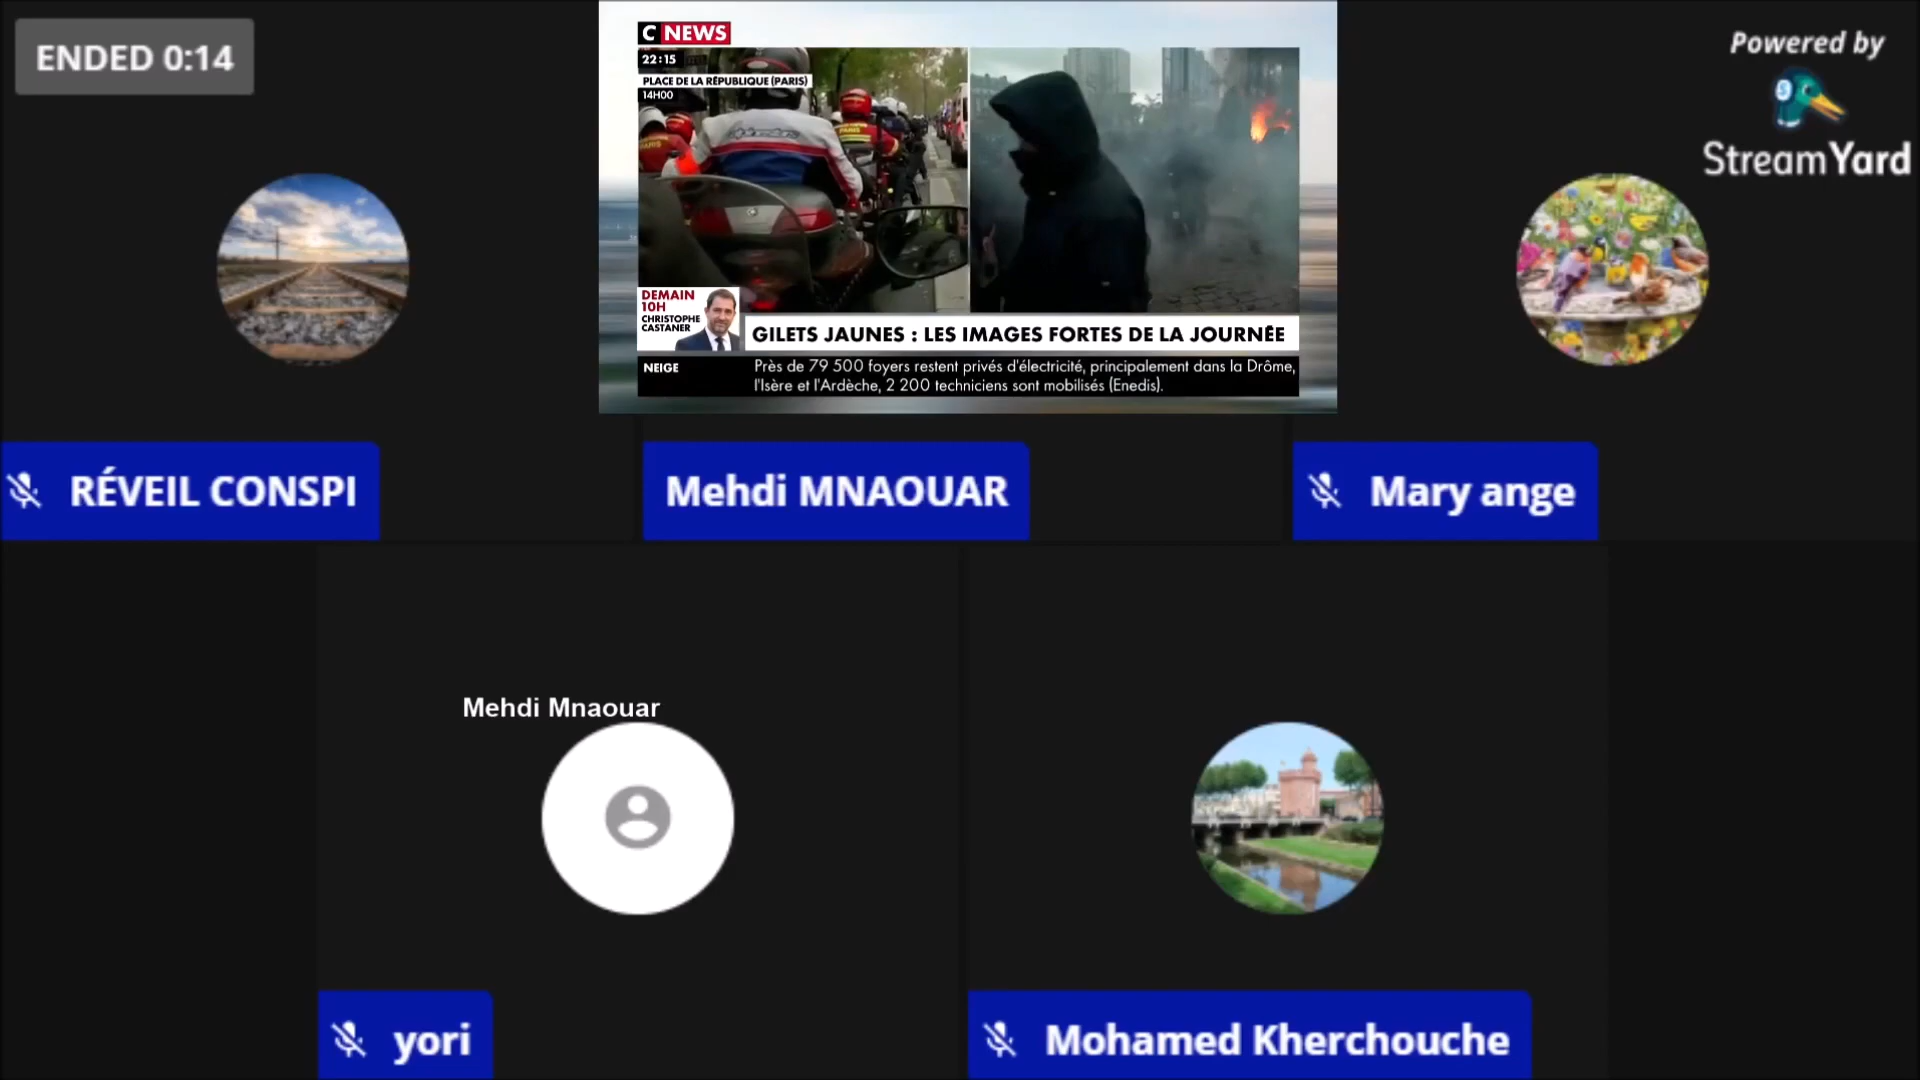 ENDED 0:14
Powered by
StreamYard
C NEWS
22:15
PLACE DE LA RÉPUBLIQUE (PARIS)
14H00
PARIS
DEMAIN
10H
CHRISTOPHE
CASTANER
GILETS JAUNES : LES IMAGES FORTES DE LA JOURNÉE
NEIGE
Près de 79 500 foyers restent privés d'électricité, principalement dans la Drôme,
l'Isère et l'Ardèche, 2 200 techniciens sont mobilisés (Enedis).
RÉVEIL CONSPI
Mehdi MNAOUAR
Mary ange
Mehdi Mnaouar
yori
Mohamed Kherchouche